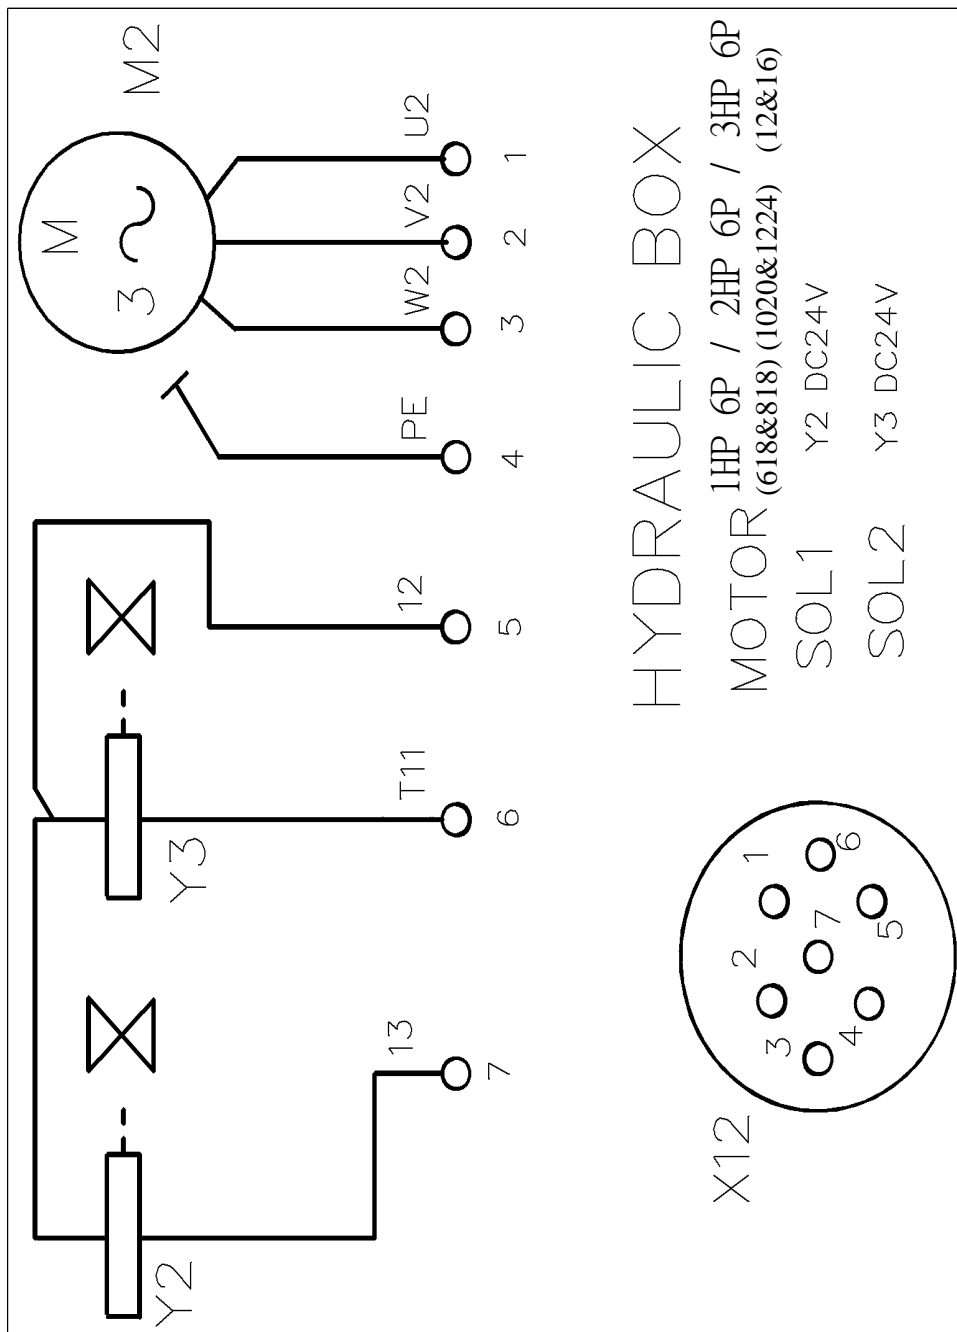 M2
M
3
U2
V2
W2
PE
12
T11
13
1
2
3
4
5
6
7
Y3
Y2
HYDRAULIC BOX
MOTOR 1HP 6P / 2HP 6P / 3HP 6P
(618&818) (1020&1224) (12&16)
SOL1 Y2 DC24V
SOL2 Y3 DC24V
X12
1
2
3
4
5
6
7